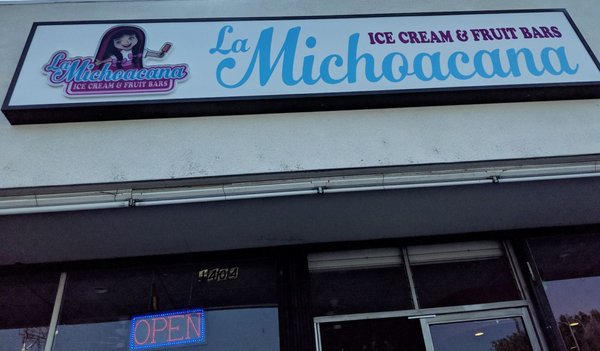 La
Michoacana
ICE CREAM & FRUIT BARS
La
Michoacana
ICE CREAM & FRUIT BARS
OPEN